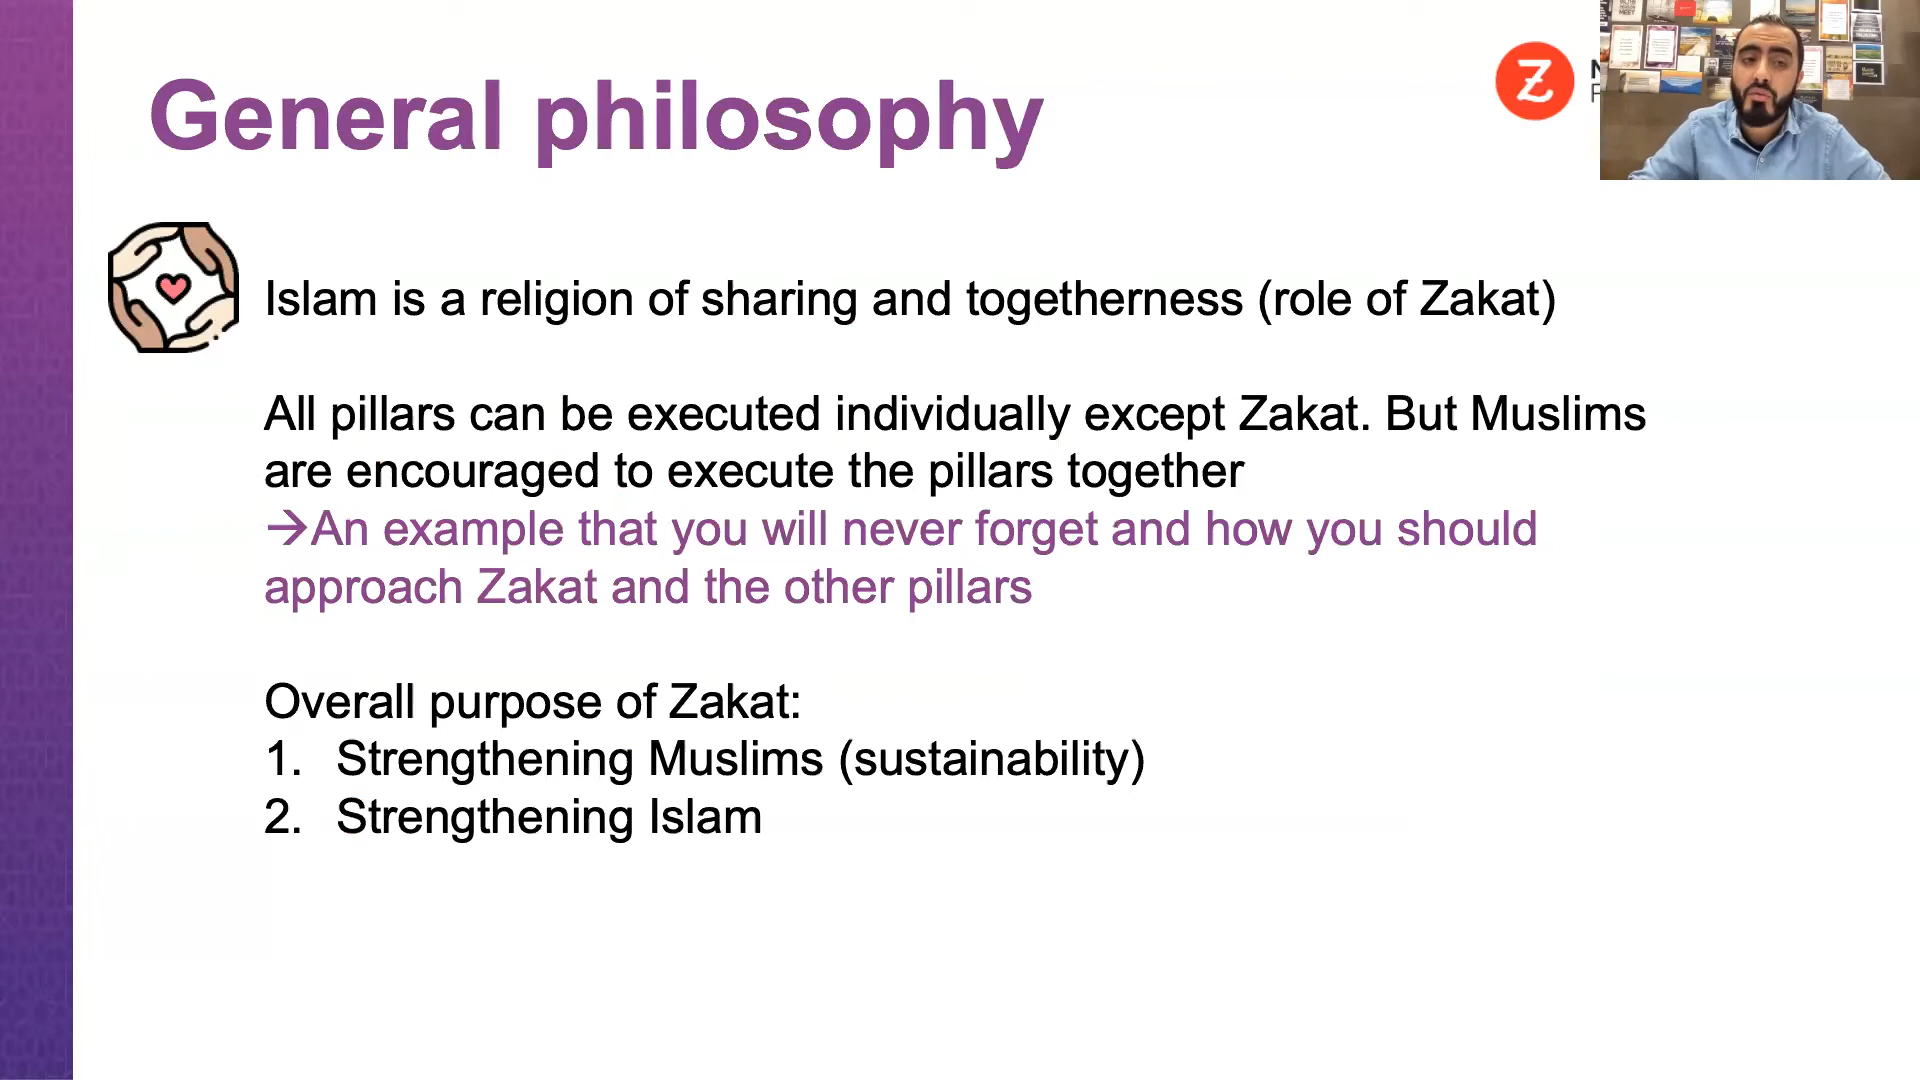 General philosophy
Z
Islam is a religion of sharing and togetherness (role of Zakat)
All pillars can be executed individually except Zakat. But Muslims
are encouraged to execute the pillars together
→An example that you will never forget and how you should
approach Zakat and the other pillars
Overall purpose of Zakat:
1. Strengthening Muslims (sustainability)
2. Strengthening Islam